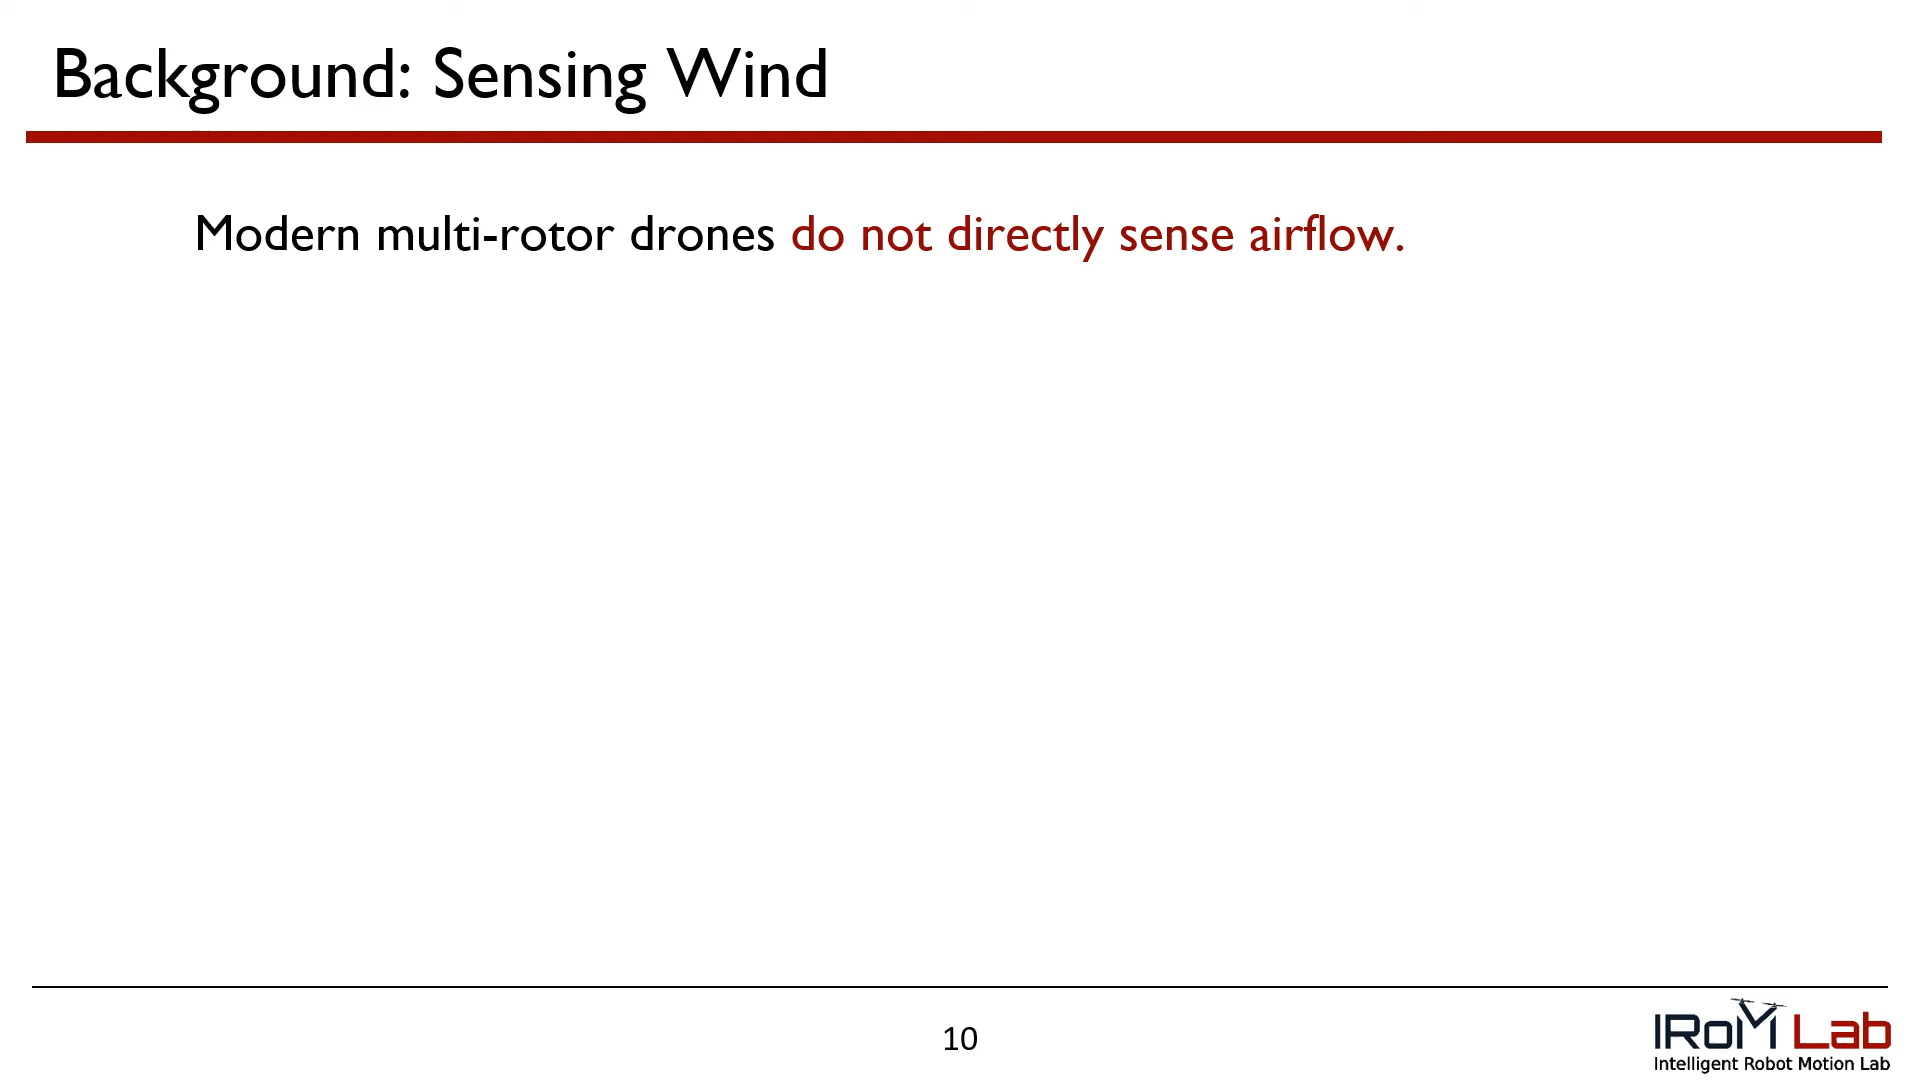 Background: Sensing Wind
Modern multi-rotor drones do not directly sense airflow.
10
IRoM Lab
Intelligent Robot Motion Lab